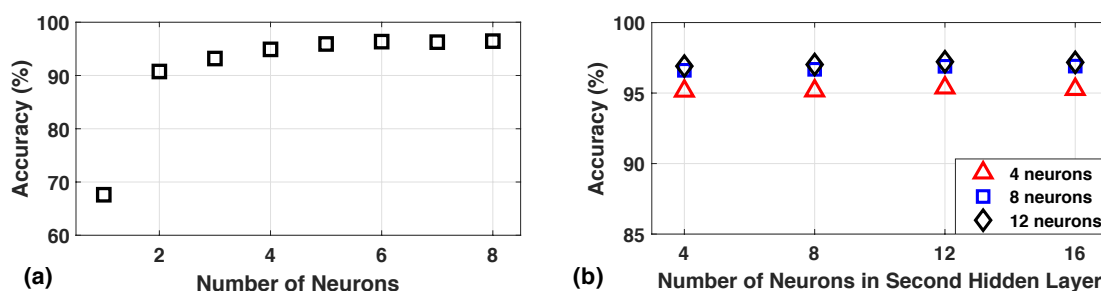 100
90
80
70
60
Accuracy (%)
2
4
6
8
Number of Neurons
(a)
100
95
90
85
Accuracy (%)
4 neurons
8 neurons
12 neurons
4
8
12
16
Number of Neurons in Second Hidden Layer
(b)